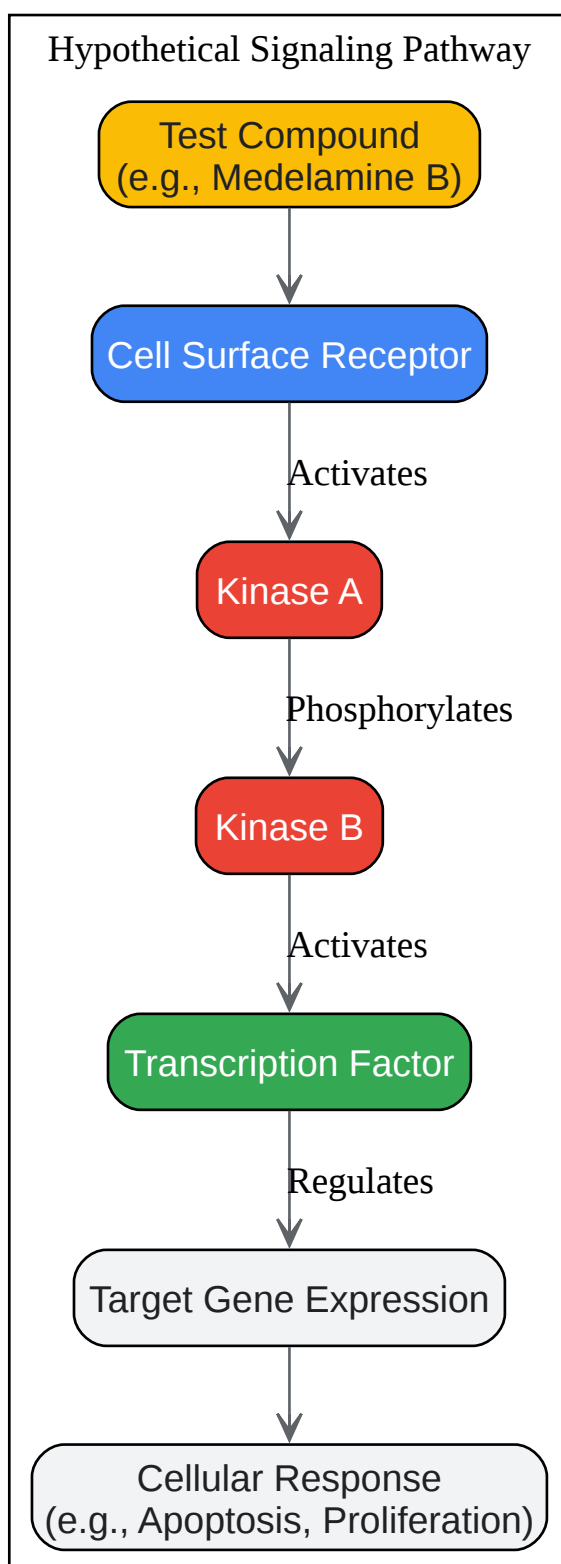 Hypothetical Signaling Pathway
Test Compound
(e.g., Medelamine B)
Cell Surface Receptor
Activates
Kinase A
Phosphorylates
Kinase B
Activates
Transcription Factor
Regulates
Target Gene Expression
Cellular Response
(e.g., Apoptosis, Proliferation)